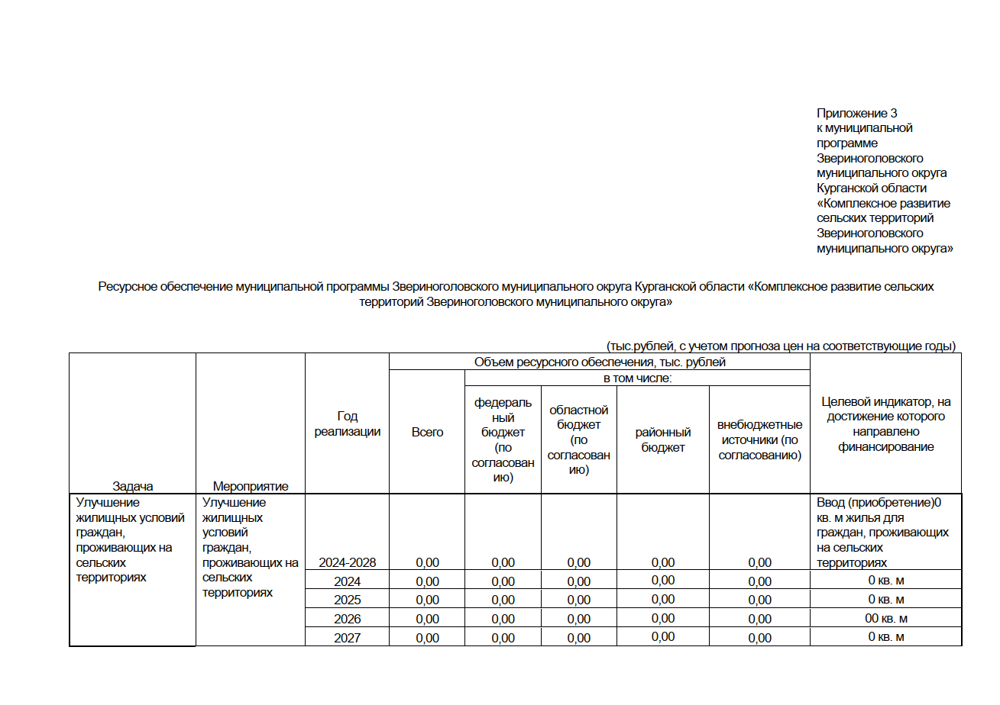 Приложение 3
к муниципальной
программе
Звериноголовского
муниципального округа
Курганской области
«Комплексное развитие
сельских территорий
Звериноголовского
муниципального округа»
Ресурсное обеспечение муниципальной программы Звериноголовского муниципального округа Курганской области «Комплексное развитие сельских
территорий Звериноголовского муниципального округа»
(тыс.рублей, с учетом прогноза цен на соответствующие годы)
Задача
Мероприятие
Год
реализации
Объем ресурсного обеспечения, тыс. рублей
Всего
в том числе:
федераль
ный
бюджет
(по
согласован
ию)
областной
бюджет
(по
согласован
ию)
районный
бюджет
внебюджетные
источники (по
согласованию)
Целевой индикатор, на
достижение которого
направлено
финансирование
Улучшение
жилищных условий
граждан,
проживающих на
сельских
территориях
Улучшение
жилищных
условий
граждан,
проживающих на
сельских
территориях
2024-2028 0,00 0,00 0,00 0,00 0,00
Ввод (приобретение)0
кв. м жилья для
граждан, проживающих
на сельских
территориях
2024 0,00 0,00 0,00 0,00 0,00 0 кв. м
2025 0,00 0,00 0,00 0,00 0,00 0 кв. м
2026 0,00 0,00 0,00 0,00 0,00 00 кв. м
2027 0,00 0,00 0,00 0,00 0,00 0 кв. м